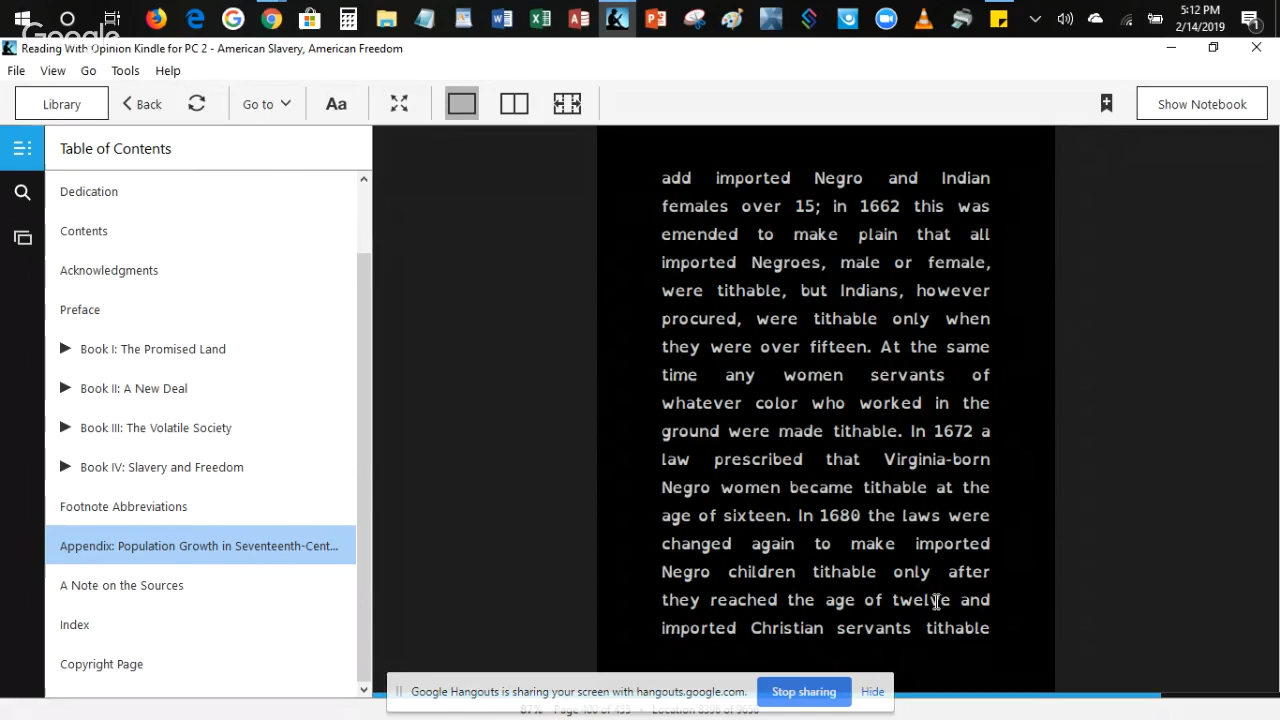 5:12 PM
2/14/2019
1
Google
Reading With Opinion Kindle for PC 2 - American Slavery, American Freedom
File View Go Tools Help
Library Back Go to Aa Show Notebook
Table of Contents
Dedication
Contents
Acknowledgments
Preface
Book I: The Promised Land
Book II: A New Deal
Book III: The Volatile Society
Book IV: Slavery and Freedom
Footnote Abbreviations
Appendix: Population Growth in Seventeenth-Cent...
A Note on the Sources
Index
Copyright Page
add imported Negro and Indian
females over 15; in 1662 this was
emended to make plain that all
imported Negroes, male or female,
were tithable, but Indians, however
procured, were tithable only when
they were over fifteen. At the same
time any women servants of
whatever color who worked in the
ground were made tithable. In 1672 a
law prescribed that Virginia-born
Negro women became tithable at the
age of sixteen. In 1680 the laws were
changed again to make imported
Negro children tithable only after
they reached the age of twelve and
imported Christian servants tithable
Google Hangouts is sharing your screen with hangouts.google.com. Stop sharing Hide
87% Page